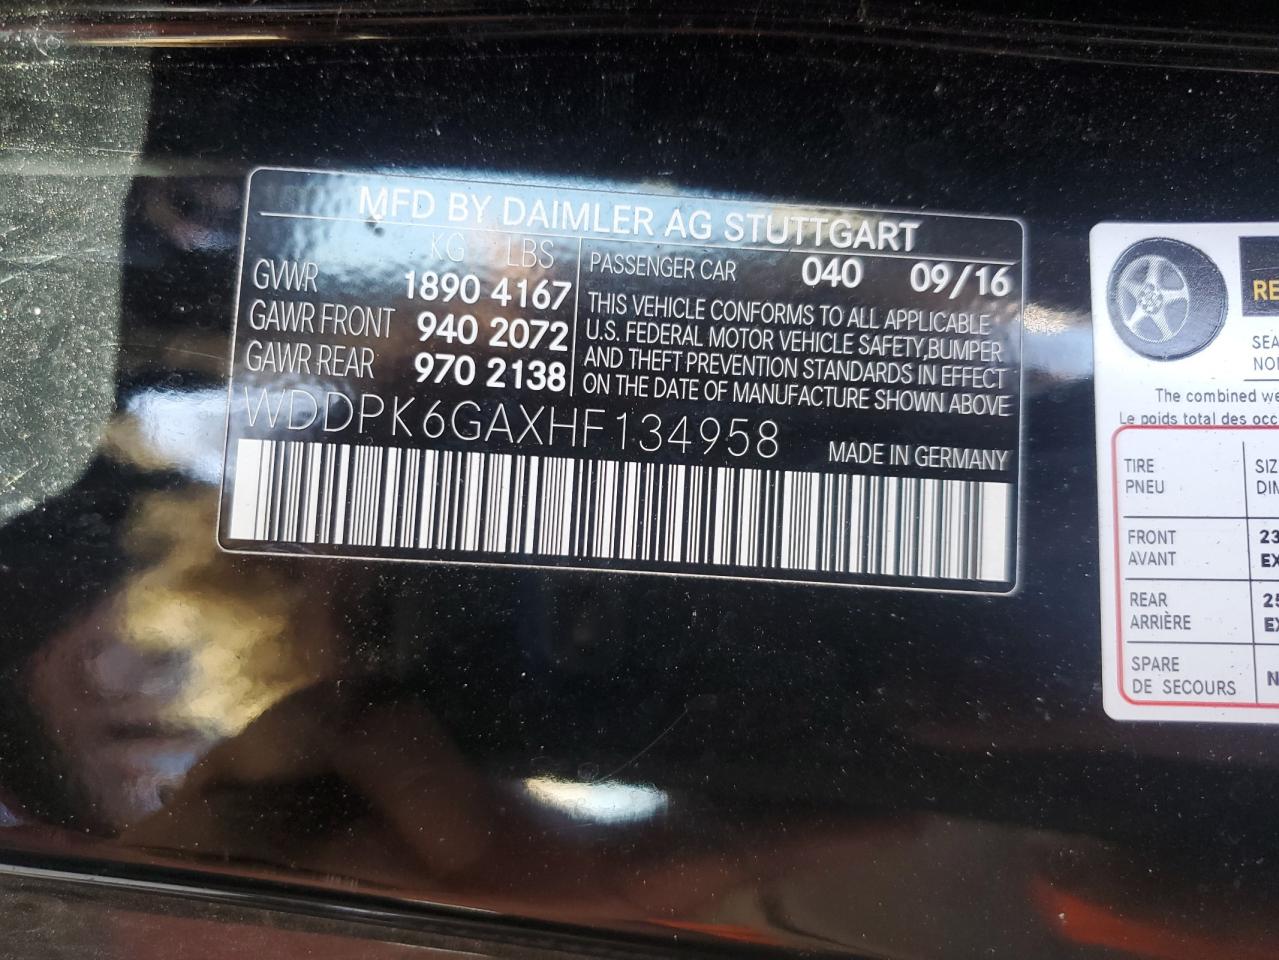 MFD BY DAIMLER AG STUTTGART
KG LBS
GVWR 1890 4167
GAWR FRONT 940 2072
GAWR REAR 970 2138
PASSENGER CAR 040 09/16
THIS VEHICLE CONFORMS TO ALL APPLICABLE
U.S. FEDERAL MOTOR VEHICLE SAFETY,BUMPER
AND THEFT PREVENTION STANDARDS IN EFFECT
ON THE DATE OF MANUFACTURE SHOWN ABOVE
WDDPK6GAXHF134958
MADE IN GERMANY
The combined
Le poids total des
TIRE
PNEU
FRONT
AVANT
REAR
ARRIÈRE
SPARE
DE SECOURS